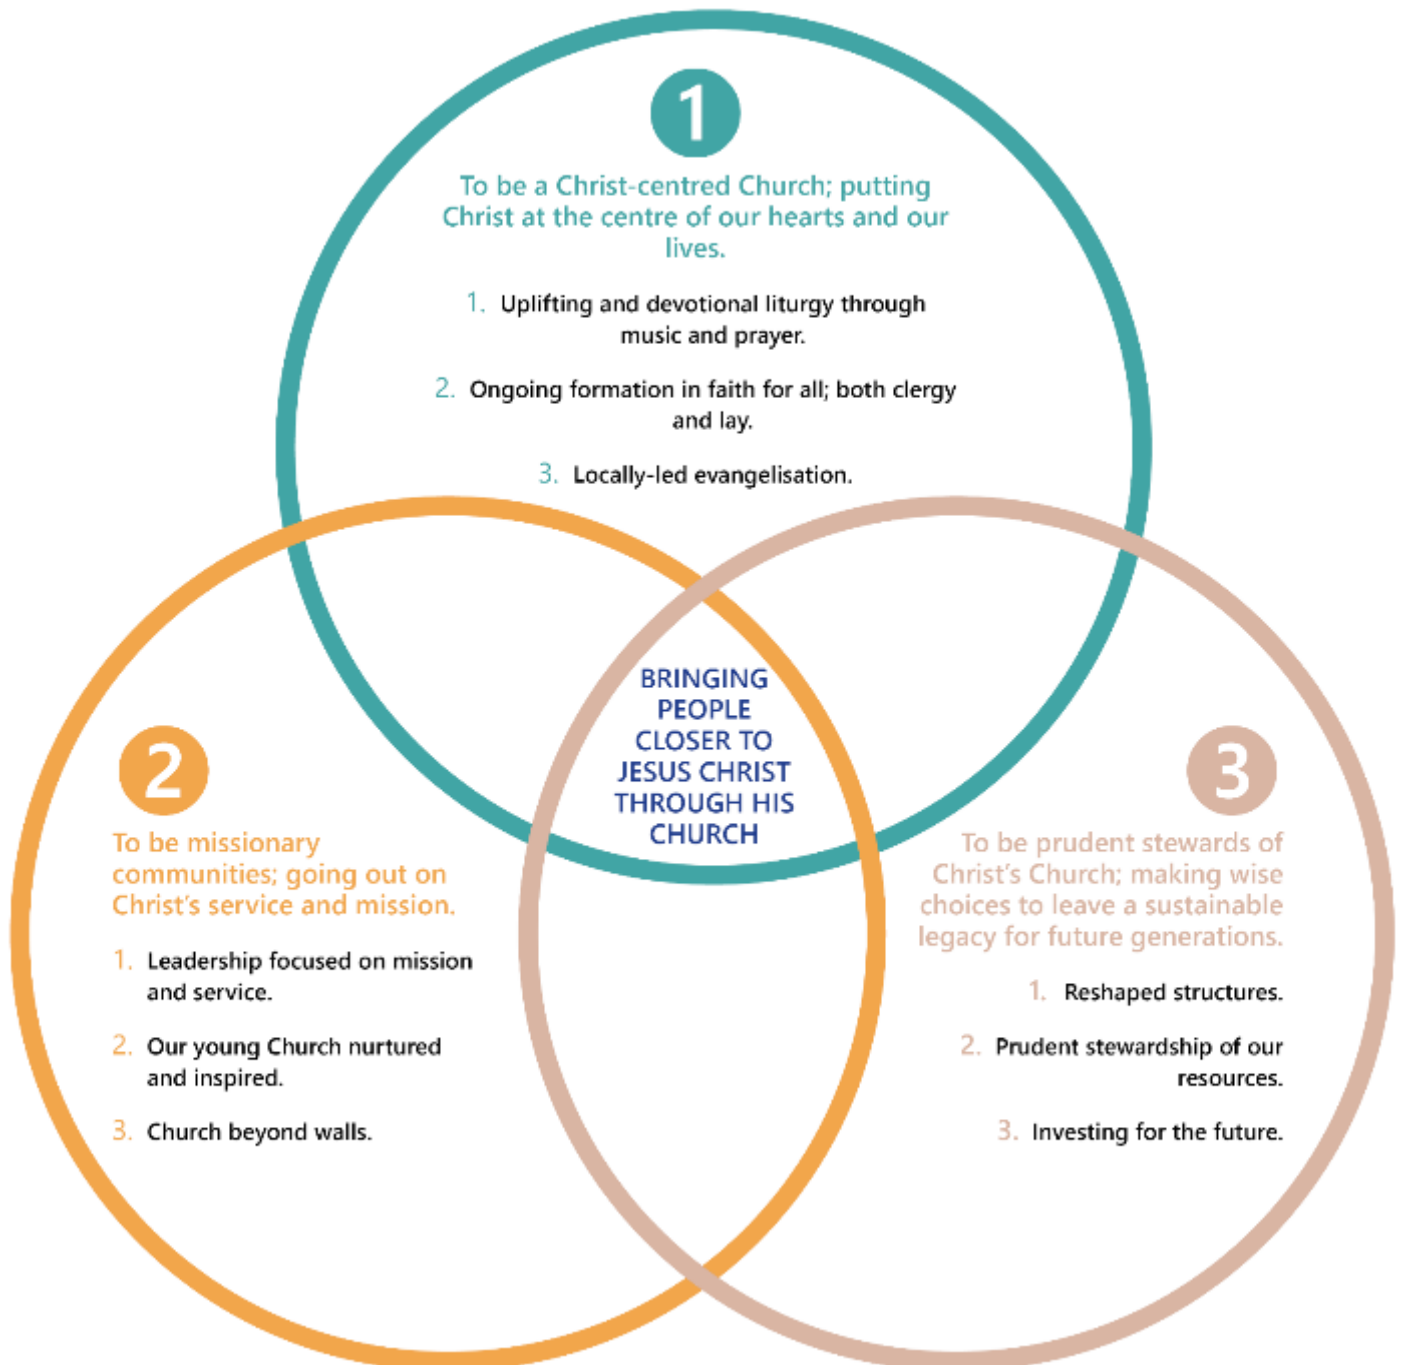 1
To be a Christ-centred Church; putting
Christ at the centre of our hearts and our
lives.
1. Uplifting and devotional liturgy through
music and prayer.
2. Ongoing formation in faith for all; both clergy
and lay.
3. Locally-led evangelisation.
BRINGING
PEOPLE
CLOSER TO
JESUS CHRIST
THROUGH HIS
CHURCH
2
To be missionary
communities; going out on
Christ's service and mission.
1. Leadership focused on mission
and service.
2. Our young Church nurtured
and inspired.
3. Church beyond walls.
3
To be prudent stewards of
Christ's Church; making wise
choices to leave a sustainable
legacy for future generations.
1. Reshaped structures.
2. Prudent stewardship of our
resources.
3. Investing for the future.